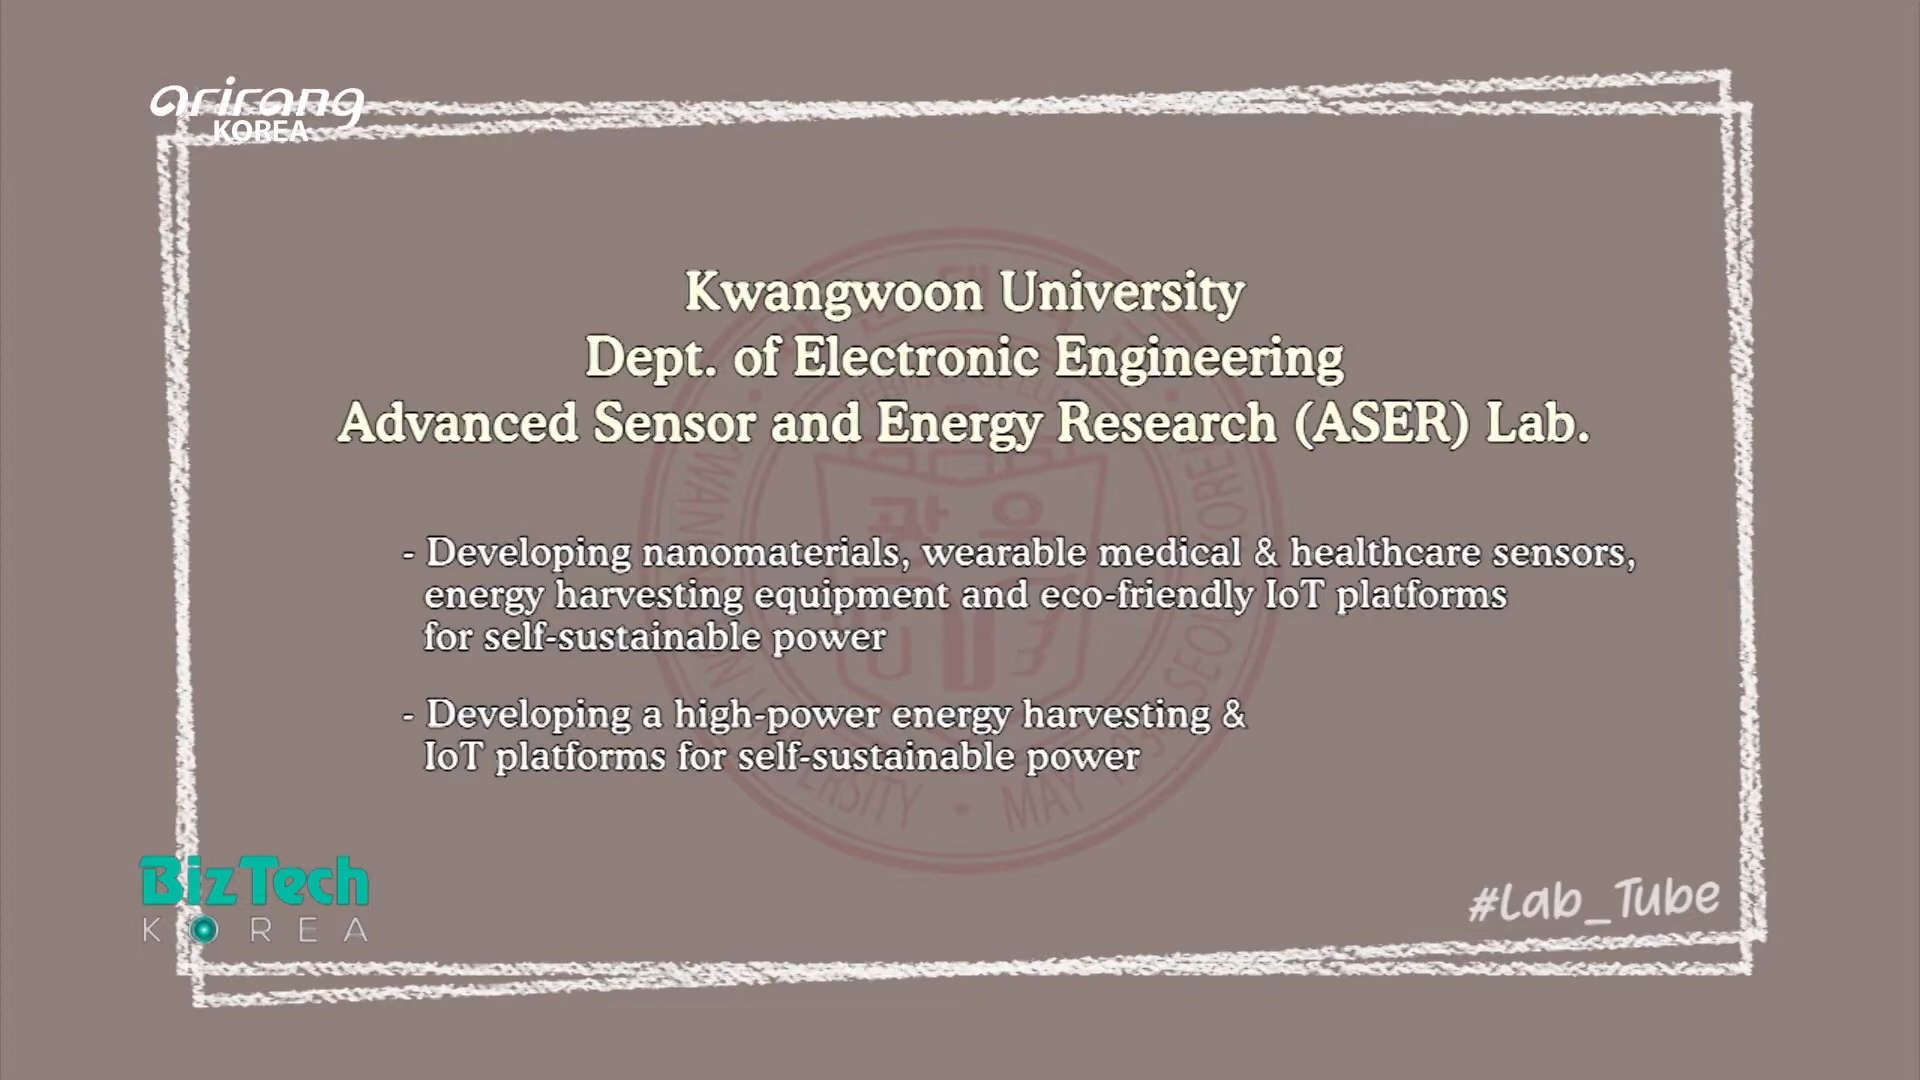 arirang
KOREA
Kwangwoon University
Dept. of Electronic Engineering
Advanced Sensor and Energy Research (ASER) Lab.
- Developing nanomaterials, wearable medical & healthcare sensors,
energy harvesting equipment and eco-friendly IoT platforms
for self-sustainable power
- Developing a high-power energy harvesting &
IoT platforms for self-sustainable power
BizTech
KOREA
#Lab_Tube
광운